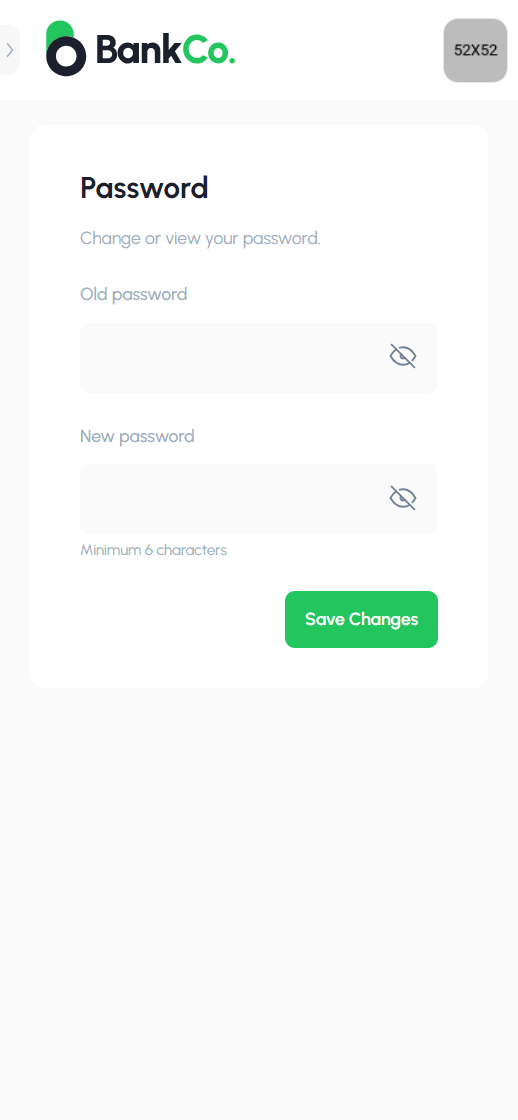 BankCo.
52X52
Password
Change or view your password.
Old password
New password
Minimum 6 characters
Save Changes